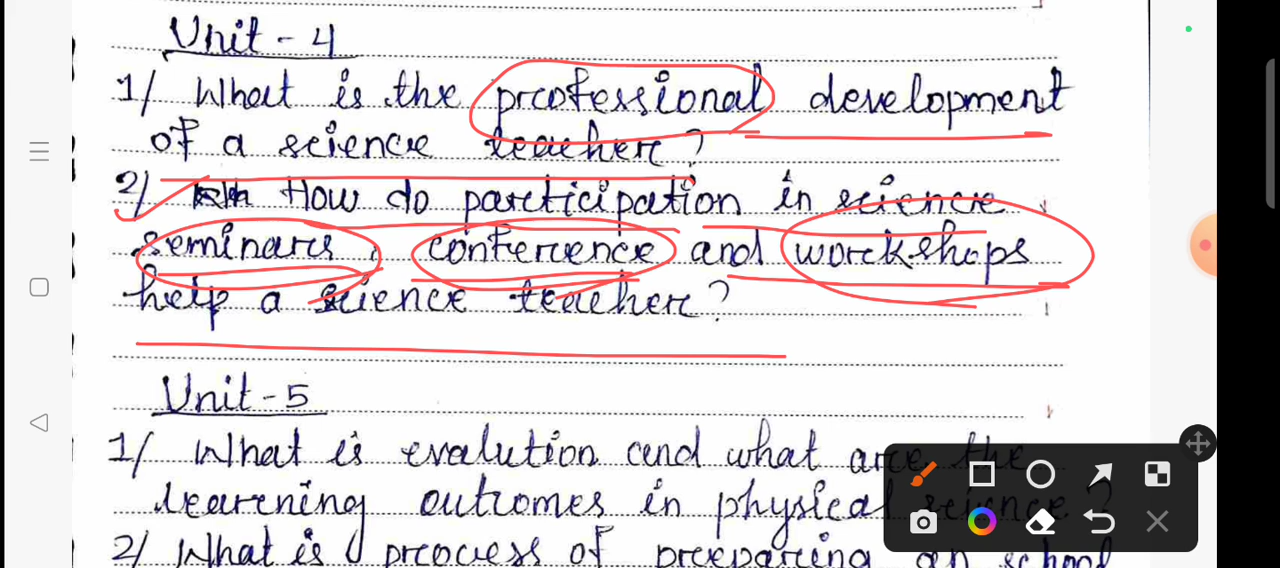 Unit - 4
1) What is the professional development
of a science teacher?
2) How do participation in science
seminars, conference and workshops
help a science teacher?
Unit - 5
1) What is evalution and what are the
learning outcomes in physical science?
2) What is process of preparing an school